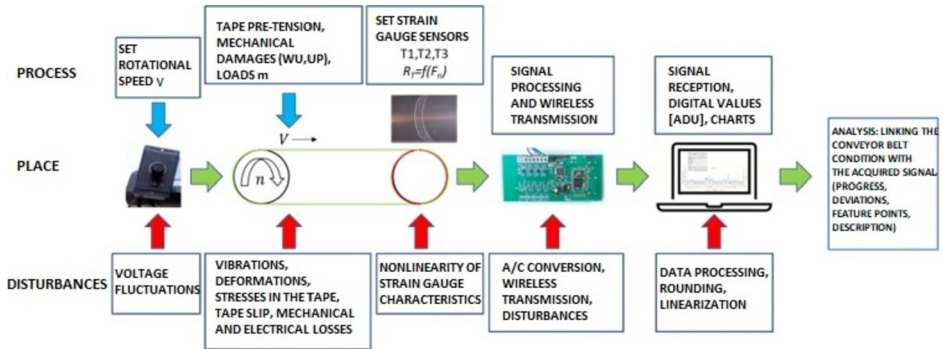 PROCESS
SET
ROTATIONAL
SPEED V
TAPE PRE-TENSION,
MECHANICAL
DAMAGES (WU,UP),
LOADS m
SET STRAIN
GAUGE SENSORS
T1,T2,T3
R_T=f(F_n)
SIGNAL
PROCESSING
AND WIRELESS
TRANSMISSION
SIGNAL
RECEPTION,
DIGITAL VALUES
[ADU], CHARTS
PLACE
V
n
ANALYSIS: LINKING THE
CONVEYOR BELT
CONDITION WITH
THE ACQUIRED SIGNAL
(PROGRESS,
DEVIATIONS,
FEATURE POINTS,
DESCRIPTION)
DISTURBANCES
VOLTAGE
FLUCTUATIONS
VIBRATIONS,
DEFORMATIONS,
STRESSES IN THE TAPE,
TAPE SLIP, MECHANICAL
AND ELECTRICAL LOSSES
NONLINEARITY OF
STRAIN GAUGE
CHARACTERISTICS
A/C CONVERSION,
WIRELESS
TRANSMISSION,
DISTURBANCES
DATA PROCESSING,
ROUNDING,
LINEARIZATION